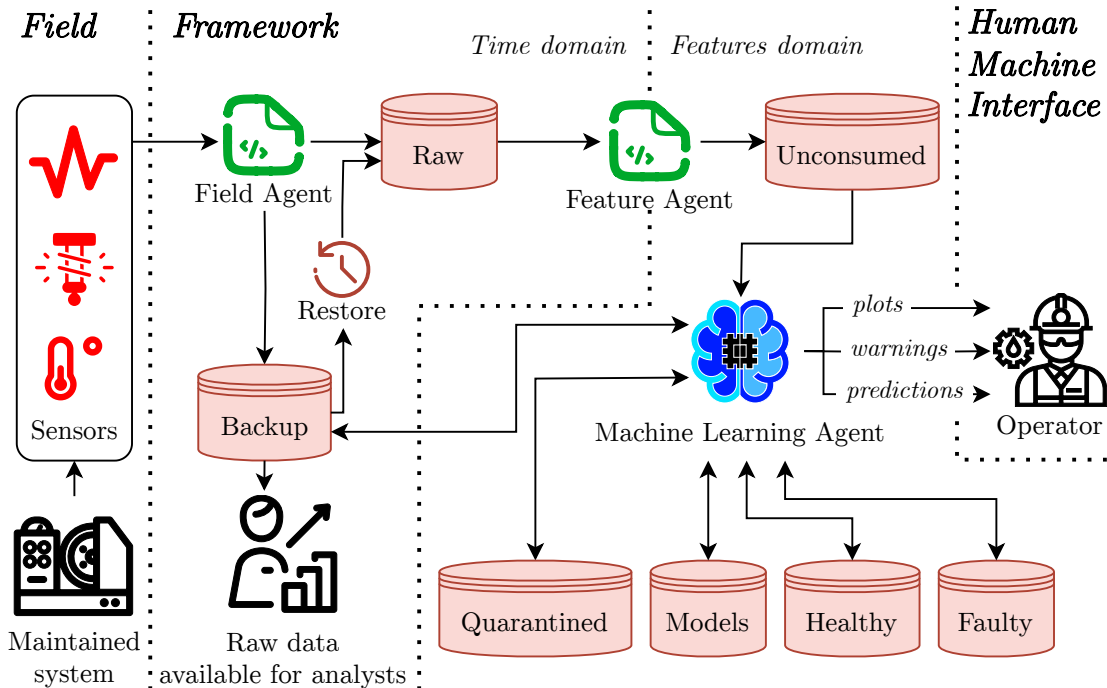 Field
Framework
Time domain
Features domain
Human
Machine
Interface
</>
Field Agent
Raw
</>
Feature Agent
Unconsumed
Restore
Sensors
Backup
Machine Learning Agent
plots
warnings
predictions
Operator
Maintained
system
Raw data
available for analysts
Quarantined
Models
Healthy
Faulty